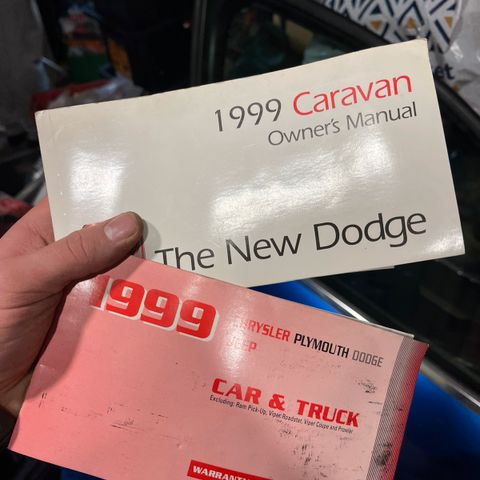 1999 Caravan
Owner's Manual
The New Dodge
1999
CHRYSLER PLYMOUTH DODGE
JEEP
CAR & TRUCK
Excluding: Ram Pick-Up, Viper Roadster, Viper Coupe and Prowler
WARRANTY